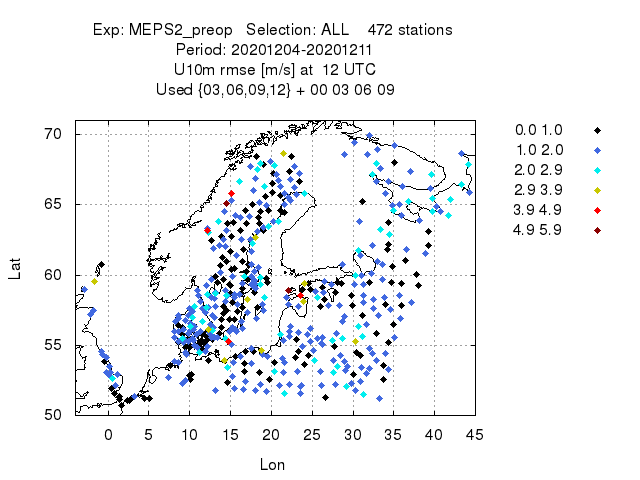 Exp: MEPS2_preop Selection: ALL 472 stations
Period: 20201204-20201211
U10m rmse [m/s] at 12 UTC
Used {03,06,09,12} + 00 03 06 09
0.0 1.0
1.0 2.0
2.0 2.9
2.9 3.9
3.9 4.9
4.9 5.9
70
65
60
55
50
Lat
0 5 10 15 20 25 30 35 40 45
Lon